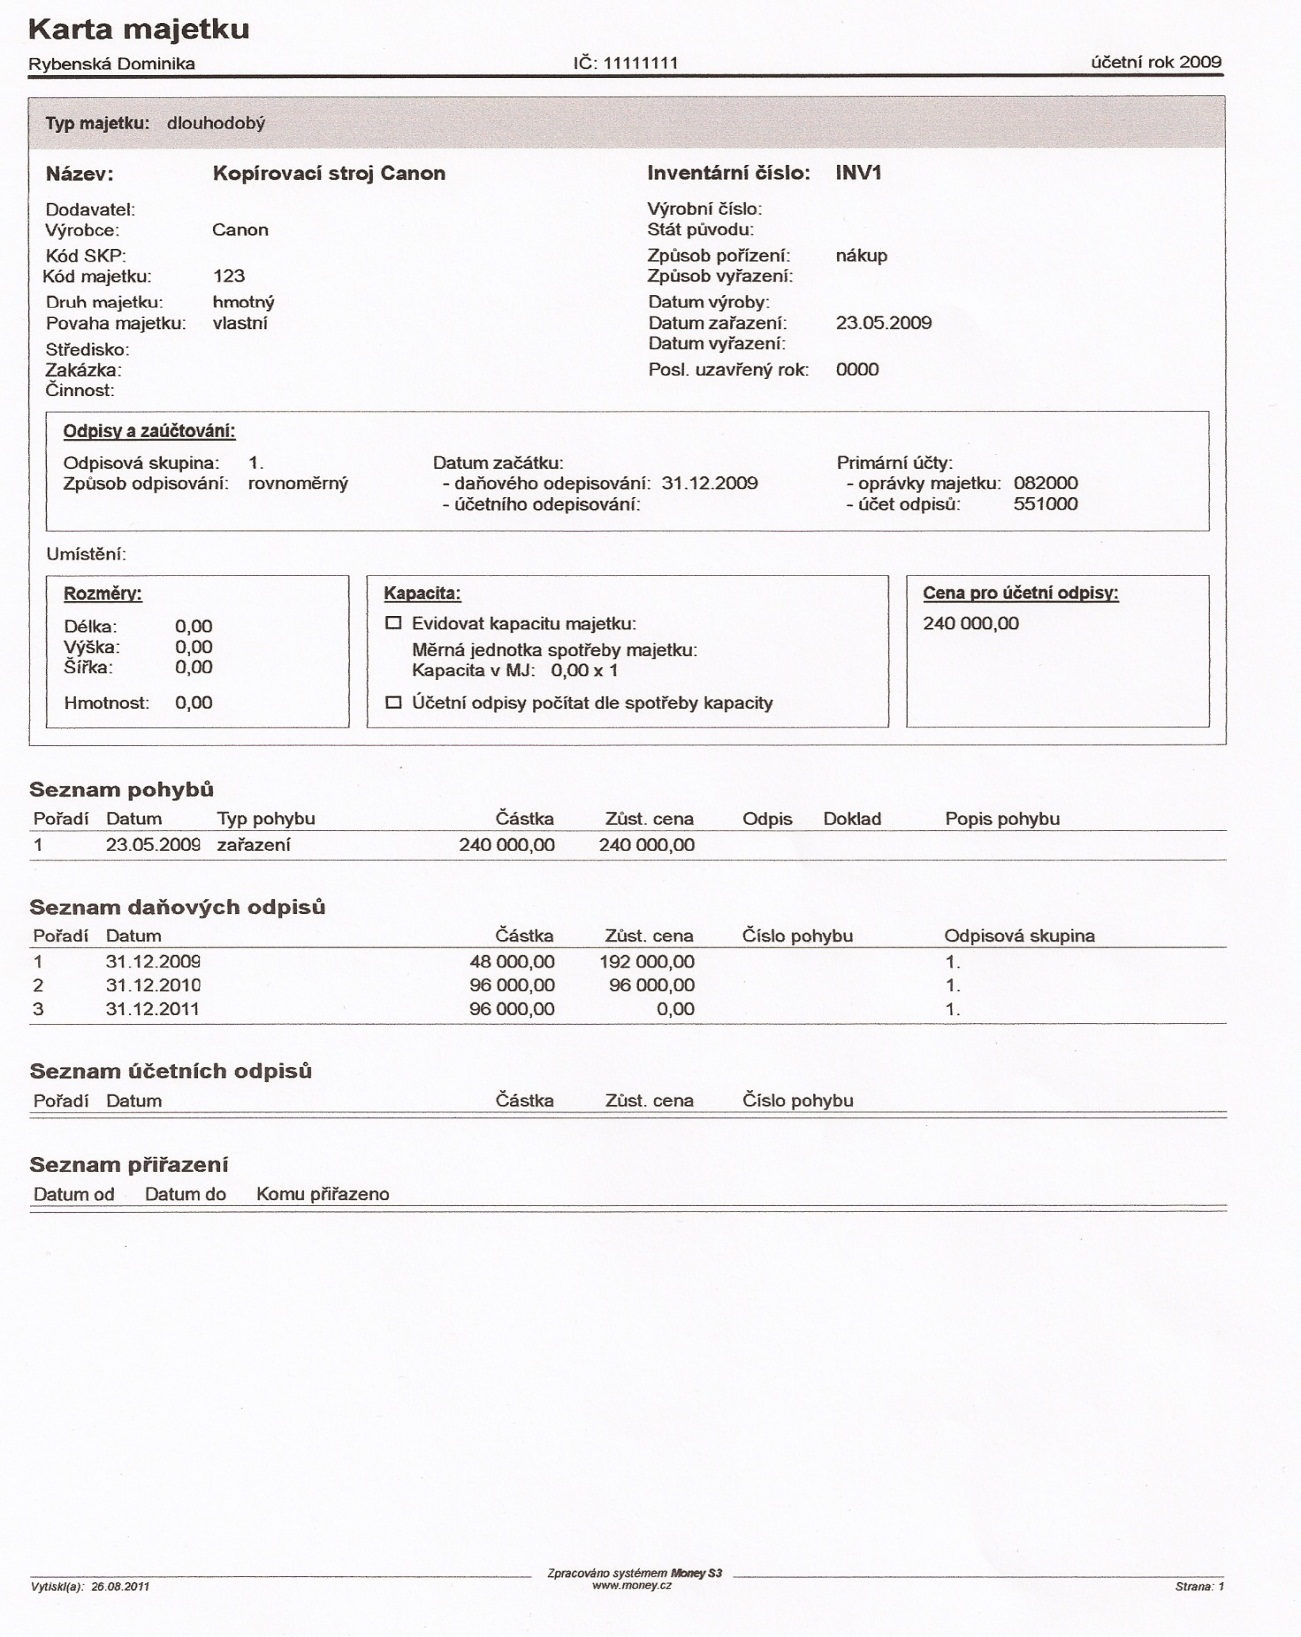 Karta majetku
Rybenská Dominika IČ: 11111111 účetní rok 2009
Typ majetku: dlouhodobý
Název: Kopírovací stroj Canon Inventární číslo: INV1
Dodavatel: Výrobní číslo:
Výrobce: Canon Stát původu:
Kód SKP: Způsob pořízení: nákup
Kód majetku: 123 Způsob vyřazení:
Druh majetku: hmotný Datum výroby:
Povaha majetku: vlastní Datum zařazení: 23.05.2009
Datum vyřazení:
Středisko:
Zakázka: Posl. uzavřený rok: 0000
Činnost:
Odpisy a zaúčtování:
Odpisová skupina: 1. Datum začátku: Primární účty:
Způsob odpisování: rovnoměrný - daňového odepisování: 31.12.2009 - oprávky majetku: 082000
- účetního odepisování: - účet odpisů: 551000
Umístění:
Rozměry: Kapacita: Cena pro účetní odpisy:
Délka: 0,00 Evidovat kapacitu majetku: 240 000,00
Výška: 0,00 Měrná jednotka spotřeby majetku:
Šířka: 0,00 Kapacita v MJ: 0,00 x 1
Hmotnost: 0,00 Účetní odpisy počítat dle spotřeby kapacity
Seznam pohybů
Pořadí Datum Typ pohybu Částka Zůst. cena Odpis Doklad Popis pohybu
1 23.05.2009 zařazení 240 000,00 240 000,00
Seznam daňových odpisů
Pořadí Datum Částka Zůst. cena Číslo pohybu Odpisová skupina
1 31.12.2009 48 000,00 192 000,00 1.
2 31.12.2010 96 000,00 96 000,00 1.
3 31.12.2011 96 000,00 0,00 1.
Seznam účetních odpisů
Pořadí Datum Částka Zůst. cena Číslo pohybu
Seznam přiřazení
Datum od Datum do Komu přiřazeno
Zpracováno systémem Money S3
Vytiskl(a): 26.08.2011 www.money.cz Strana: 1